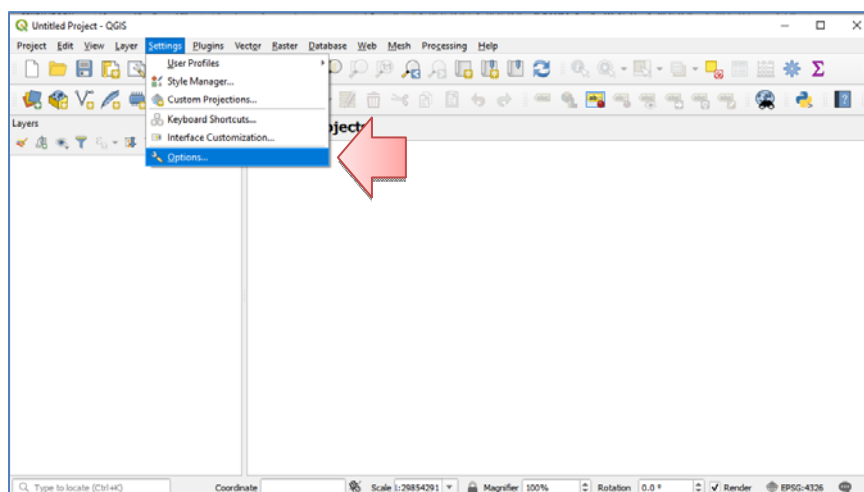 Untitled Project - QGIS
Project Edit View Layer Settings Plugins Vector Raster Database Web Mesh Processing Help
User Profiles
Style Manager...
Custom Projections...
Keyboard Shortcuts...
Interface Customization...
Options...
Layers
jects
Type to locate (Ctrl+K) Coordinate Scale 1:29854291 Magnifier 100% Rotation 0.0 ° Render EPSG:4326